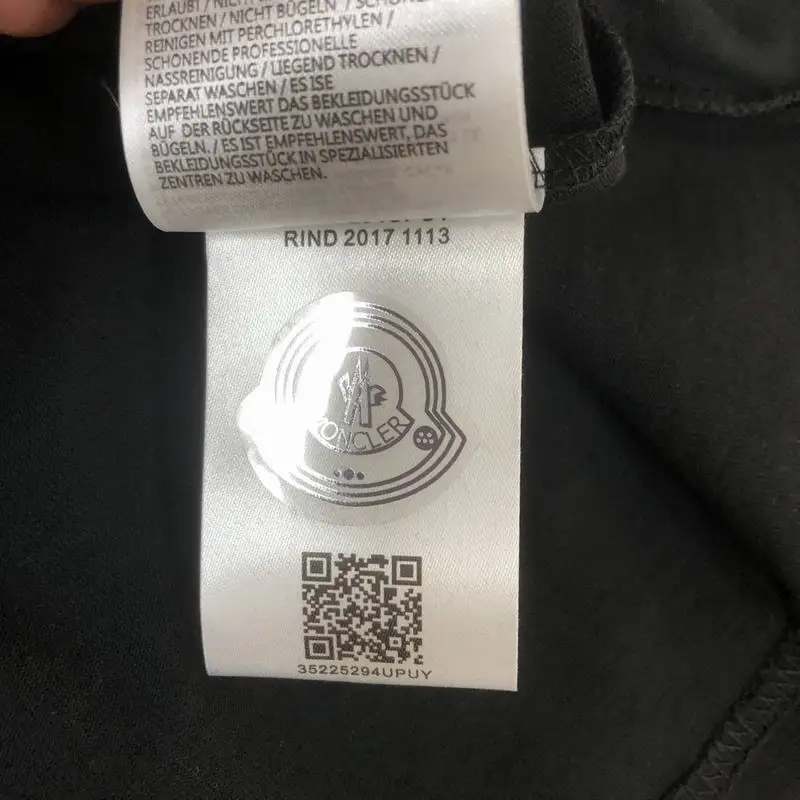 ERLAUBT / NICHT
TROCKNEN / NICHT BÜGELN /
REINIGEN MIT PERCHLORETHYLEN /
SCHONENDE PROFESSIONELLE
NASSREINIGUNG / LIEGEND TROCKNEN /
SEPARAT WASCHEN / ES ISE
EMPFEHLENSWERT DAS BEKLEIDUNGSSTÜCK
AUF DER RÜCKSEITE ZU WASCHEN UND
BÜGELN. / ES IST EMPFEHLENSWERT, DAS
BEKLEIDUNGSSTÜCK IN SPEZIALISIERTEN
ZENTREN ZU WASCHEN.
RIND 2017 1113
MONCLER
35225294UPUY